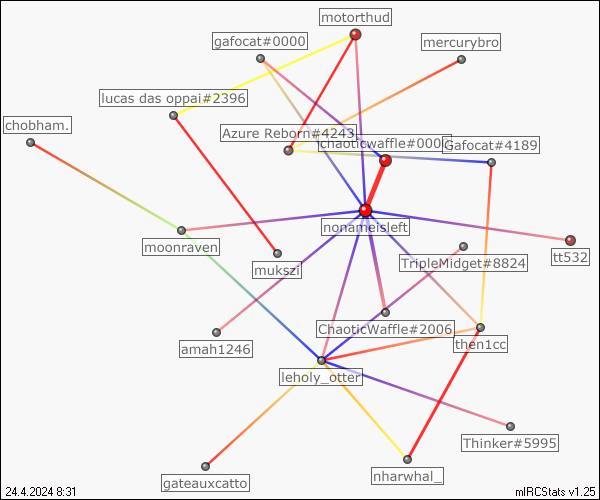 motorthud
gafocat#0000
mercurybro
lucas das oppai#2396
chobham.
Azure Reborn#4243
chaoticwaffle#000
Gafocat#4189
nonameisleft
moonraven
tt532
TripleMidget#8824
mukszi
ChaoticWaffle#2006
amah1246
then1cc
leholy_otter
Thinker#5995
nharwhal_
gateauxcatto
24.4.2024 8:31
mIRCStats v1.25